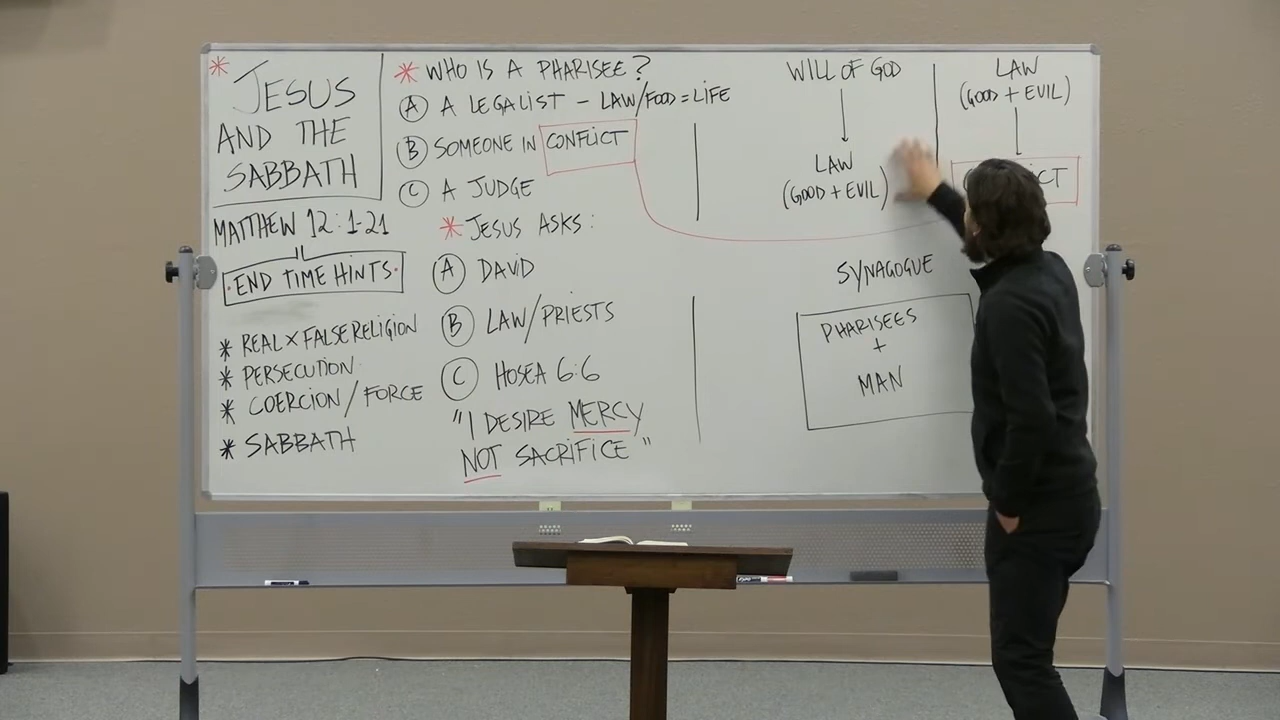 * JESUS
AND THE
SABBATH
MATTHEW 12:1-21
END TIME HINTS
* REAL X FALSE RELIGION
* PERSECUTION
* COERCION/FORCE
* SABBATH
* WHO IS A PHARISEE?
A A LEGALIST - LAW/FOOD = LIFE
B SOMEONE IN CONFLICT
C A JUDGE
* JESUS ASKS:
A DAVID
B LAW/PRIESTS
C HOSEA 6:6
"I DESIRE MERCY
NOT SACRIFICE"
WILL OF GOD
LAW
(GOOD + EVIL)
LAW
(GOOD + EVIL)
SYNAGOGUE
PHARISEES
+
MAN